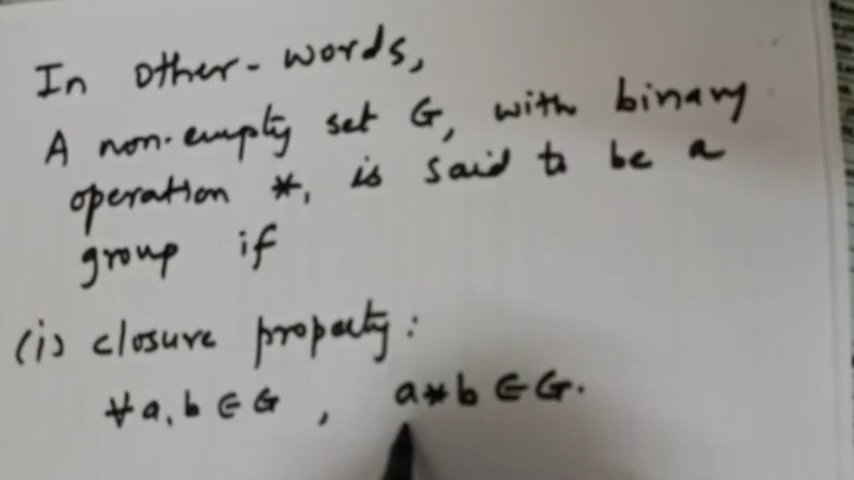 In other-words,
A non-empty set G, with binary
operation *, is said to be a
group if
(i) closure property:
∀ a, b ∈ G, a * b ∈ G.